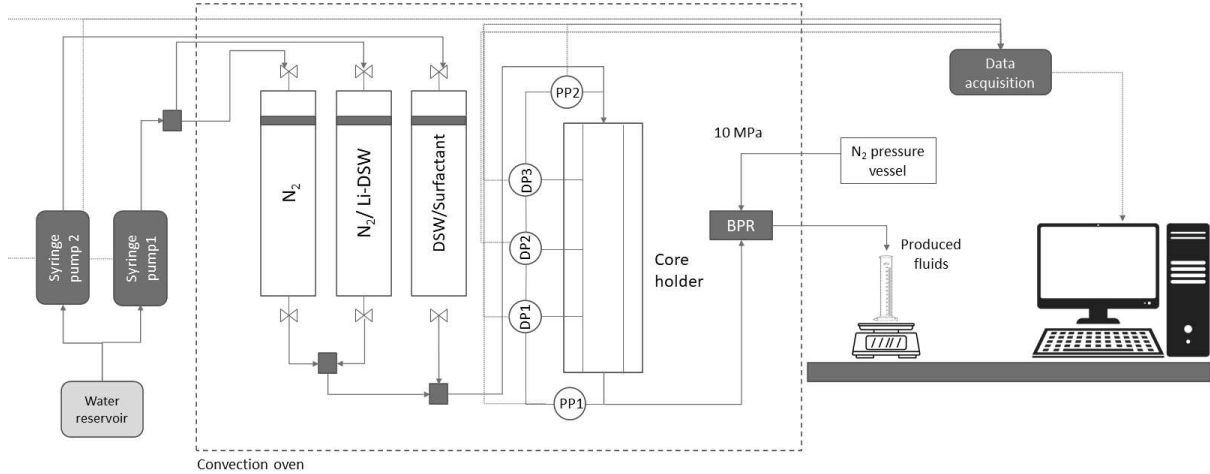 Data
acquisition
PP2
10 MPa
N₂ pressure
vessel
N₂
N₂/ Li-DSW
DSW/Surfactant
DP3
DP2
DP1
Syringe
pump 2
Syringe
pump1
BPR
Core
holder
Produced
fluids
PP1
Water
reservoir
Convection oven